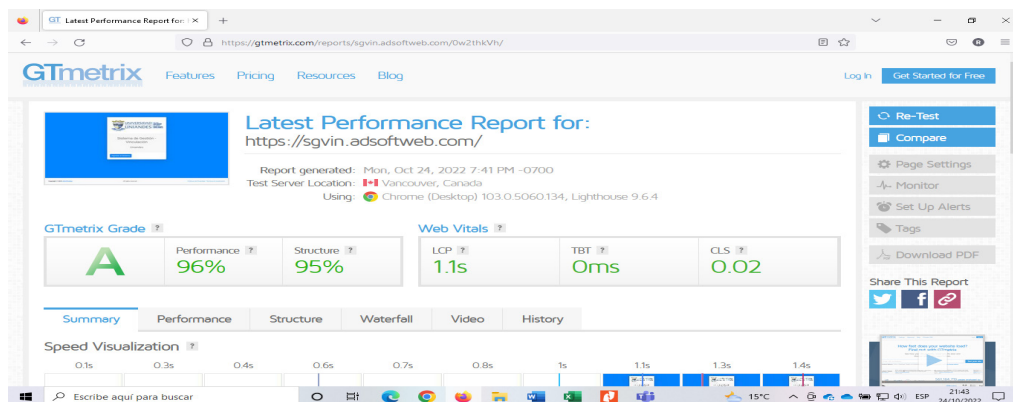 GT Latest Performance Report for: ×
+
https://gtmetrix.com/reports/sgvin.adsoftweb.com/0w2thkVh/
GTmetrix
Features Pricing Resources Blog
Log In Get Started for Free
Latest Performance Report for:
https://sgvin.adsoftweb.com/
Report generated: Mon, Oct 24, 2022 7:41 PM -0700
Test Server Location: Vancouver, Canada
Using: Chrome (Desktop) 103.0.5060.134, Lighthouse 9.6.4
Re-Test
Compare
Page Settings
Monitor
Set Up Alerts
Tags
Download PDF
Share This Report
GTmetrix Grade ?
A
Performance ?
96%
Structure ?
95%
Web Vitals ?
LCP ?
1.1s
TBT ?
0ms
CLS ?
0.02
Summary Performance Structure Waterfall Video History
Speed Visualization ?
0.1s 0.3s 0.4s 0.6s 0.7s 0.8s 1s 1.1s 1.3s 1.4s
Escribe aquí para buscar
15°C
ESP
21:43
24/10/2022